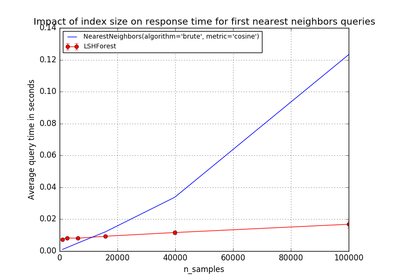 Impact of index size on response time for first nearest neighbors queries
0.14
NearestNeighbors(algorithm='brute', metric='cosine')
LSHForest
0.12
0.10
0.08
0.06
0.04
0.02
0.00
Average query time in seconds
0
20000
40000
60000
80000
100000
n_samples